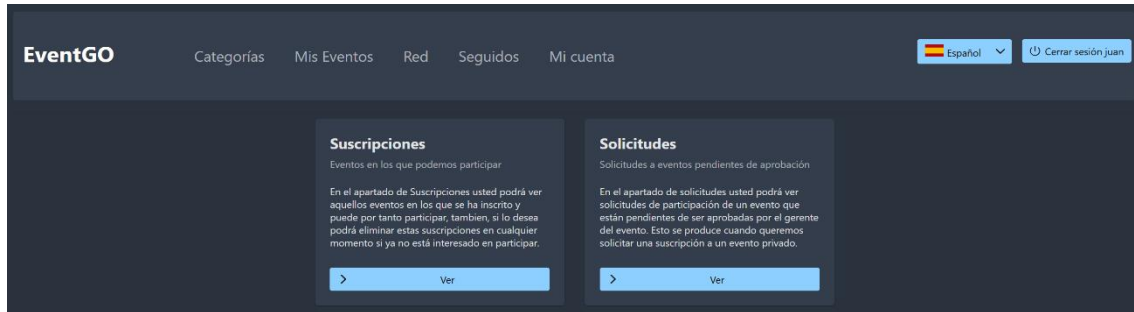 EventGO
Categorías
Mis Eventos
Red
Seguidos
Mi cuenta
Español
Cerrar sesión juan
Suscripciones
Eventos en los que podemos participar
En el apartado de Suscripciones usted podrá ver
aquellos eventos en los que se ha inscrito y
puede por tanto participar, tambien, si lo desea
podrá eliminar estas suscripciones en cualquier
momento si ya no está interesado en participar.
Ver
Solicitudes
Solicitudes a eventos pendientes de aprobación
En el apartado de solicitudes usted podrá ver
solicitudes de participación de un evento que
están pendientes de ser aprobadas por el gerente
del evento. Esto se produce cuando queremos
solicitar una suscripción a un evento privado.
Ver